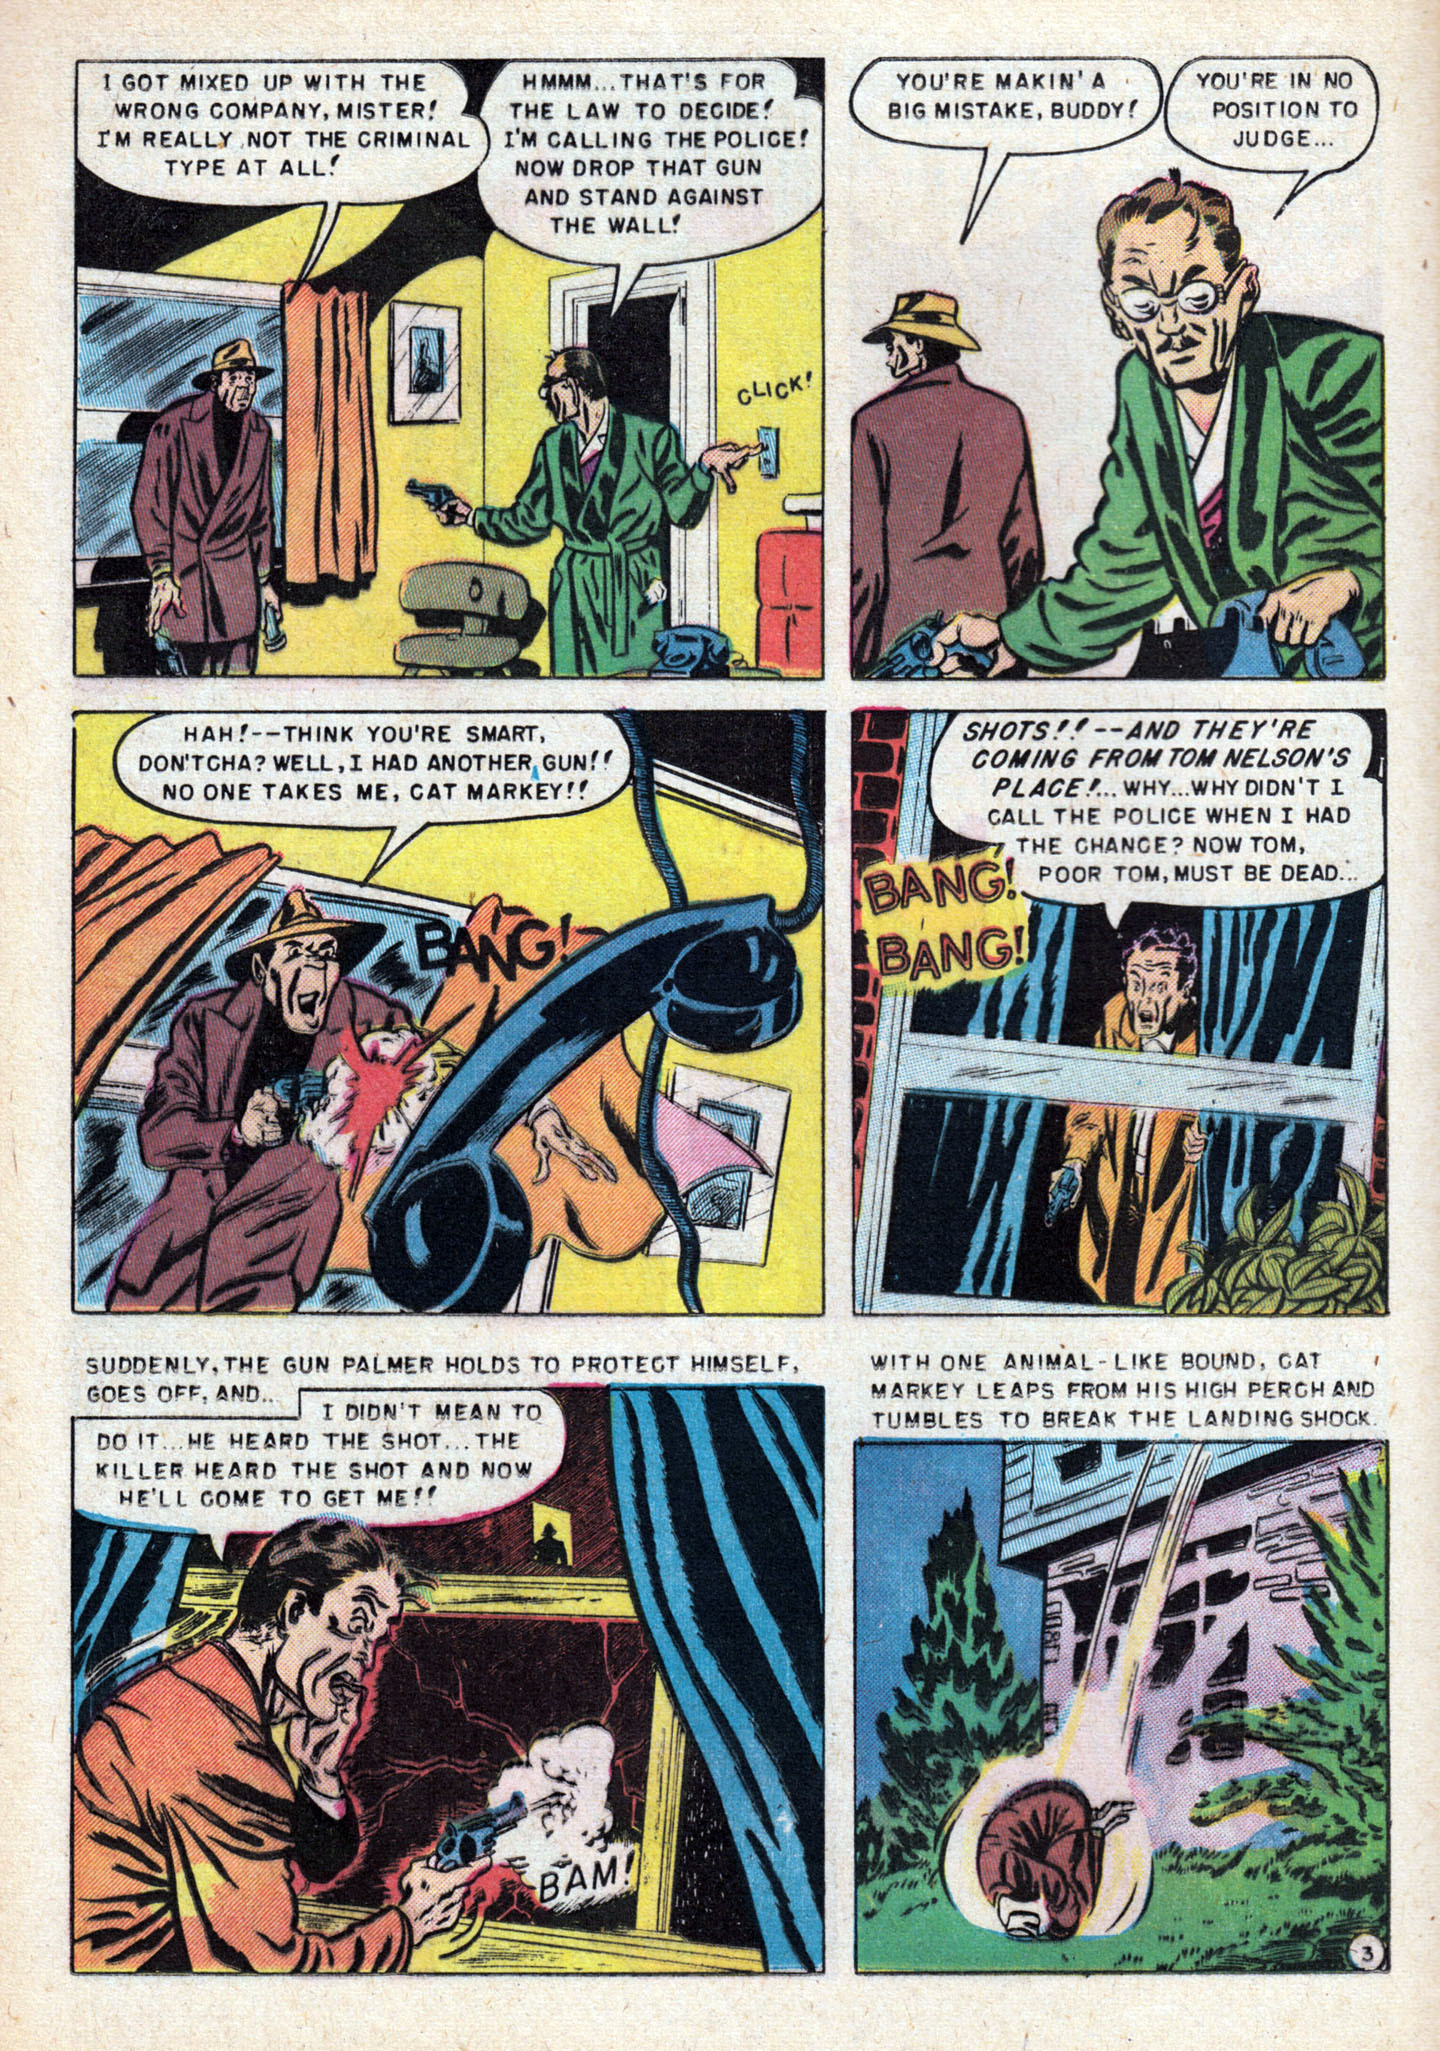 I GOT MIXED UP WITH THE
WRONG COMPANY, MISTER!
I'M REALLY NOT THE CRIMINAL
TYPE AT ALL!
HMMM...THAT'S FOR
THE LAW TO DECIDE!
I'M CALLING THE POLICE!
NOW DROP THAT GUN
AND STAND AGAINST
THE WALL!
CLICK!
YOU'RE MAKIN' A
BIG MISTAKE, BUDDY!
YOU'RE IN NO
POSITION TO
JUDGE...
HAH!--THINK YOU'RE SMART,
DON'TCHA? WELL, I HAD ANOTHER GUN!!
NO ONE TAKES ME, CAT MARKEY!!
BANG!
SHOTS!!--AND THEY'RE
COMING FROM TOM NELSON'S
PLACE!...WHY...WHY DIDN'T I
CALL THE POLICE WHEN I HAD
THE CHANCE? NOW TOM,
POOR TOM, MUST BE DEAD...
BANG!
BANG!
SUDDENLY, THE GUN PALMER HOLDS TO PROTECT HIMSELF,
GOES OFF, AND...
I DIDN'T MEAN TO
DO IT...HE HEARD THE SHOT...THE
KILLER HEARD THE SHOT AND NOW
HE'LL COME TO GET ME!!
BAM!
WITH ONE ANIMAL-LIKE BOUND, CAT
MARKEY LEAPS FROM HIS HIGH PERCH AND
TUMBLES TO BREAK THE LANDING SHOCK.
3